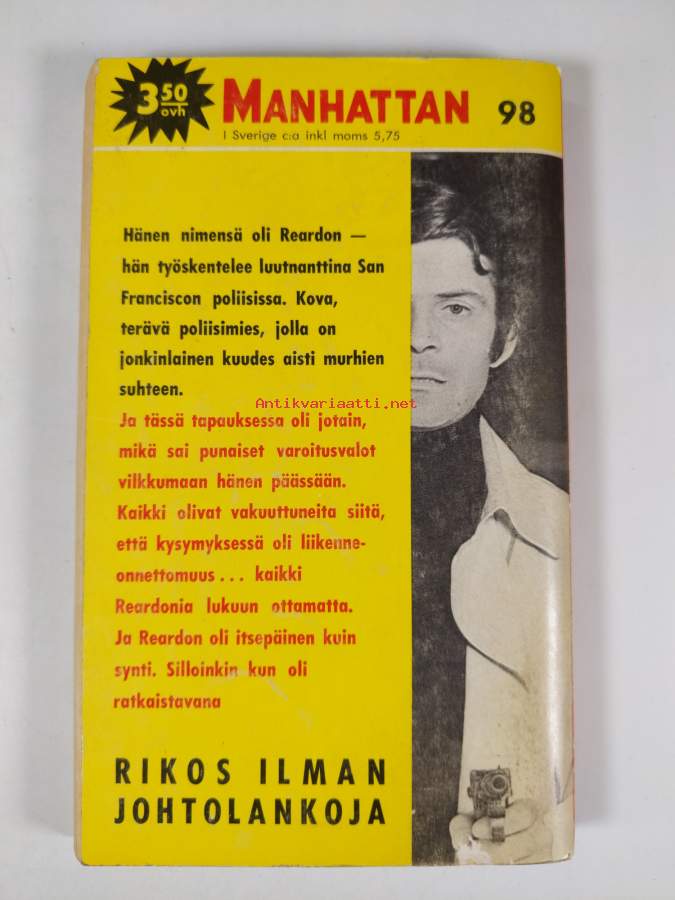 3 50
ovh
MANHATTAN 98
I Sverige c:a inkl moms 5,75
Hänen nimensä oli Reardon —
hän työskentelee luutnanttina San
Franciscon poliisissa. Kova,
terävä poliisimies, jolla on
jonkinlainen kuudes aisti murhien
suhteen.
Antikvariaatti.net
Ja tässä tapauksessa oli jotain,
mikä sai punaiset varoitusvalot
vilkkumaan hänen päässään.
Kaikki olivat vakuuttuneita siitä,
että kysymyksessä oli liikenne-
onnettomuus... kaikki
Reardonia lukuun ottamatta.
Ja Reardon oli itsepäinen kuin
synti. Silloinkin kun oli
ratkaistavana
RIKOS ILMAN
JOHTOLANKOJA